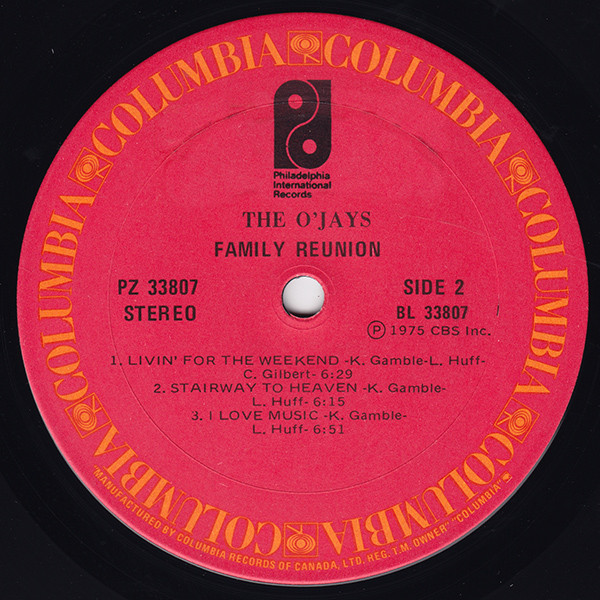 COLUMBIA COLUMBIA COLUMBIA COLUMBIA COLUMBIA COLUMBIA COLUMBIA COLUMBIA
Philadelphia
International
Records
THE O'JAYS
FAMILY REUNION
PZ 33807
STEREO
SIDE 2
BL 33807
Ⓟ 1975 CBS Inc.
1. LIVIN' FOR THE WEEKEND -K. Gamble-L. Huff-
C. Gilbert- 6:29
2. STAIRWAY TO HEAVEN -K. Gamble-
L. Huff- 6:15
3. I LOVE MUSIC -K. Gamble-
L. Huff- 6:51
"MANUFACTURED BY COLUMBIA RECORDS OF CANADA, LTD. REG. T.M. OWNER" "COLUMBIA"